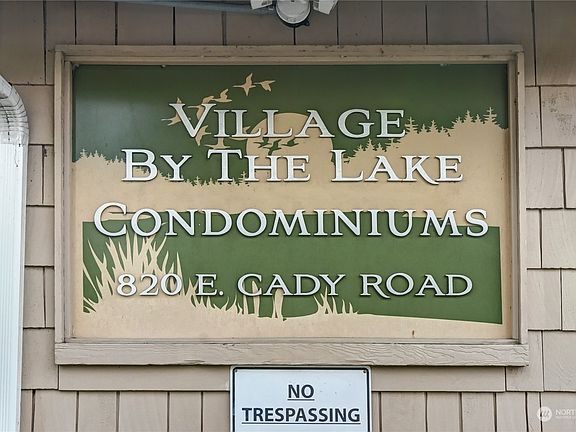 VILLAGE
BY THE LAKE
CONDOMINIUMS
820 E. CADY ROAD
NO
TRESPASSING